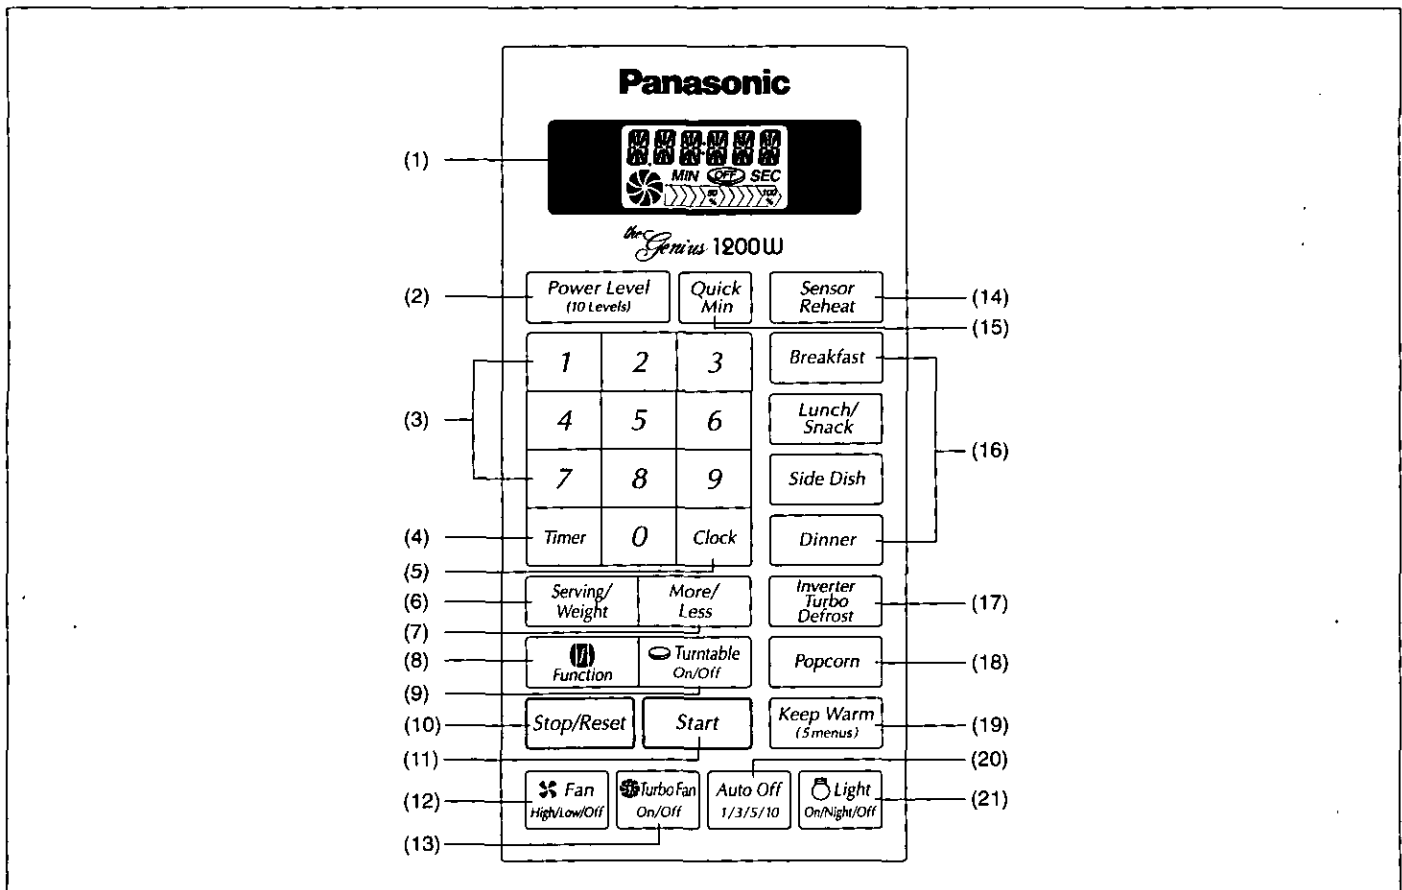 Panasonic
(1)
MIN OFF SEC
50 % 100 %
the Genius 1200W
(2)
Power Level
(10 Levels)
Quick
Min
Sensor
Reheat
(14)
(15)
1 2 3
Breakfast
(3)
4 5 6
Lunch/
Snack
(16)
7 8 9
Side Dish
(4)
Timer 0 Clock
Dinner
(5)
(6)
Serving/
Weight
More/
Less
Inverter
Turbo
Defrost
(17)
(7)
(8)
Function
Turntable
On/Off
Popcorn
(18)
(9)
(10)
Stop/Reset
Start
Keep Warm
(5 menus)
(19)
(11)
(20)
(12)
Fan
High/Low/Off
Turbo Fan
On/Off
Auto Off
1/3/5/10
Light
On/Night/Off
(21)
(13)